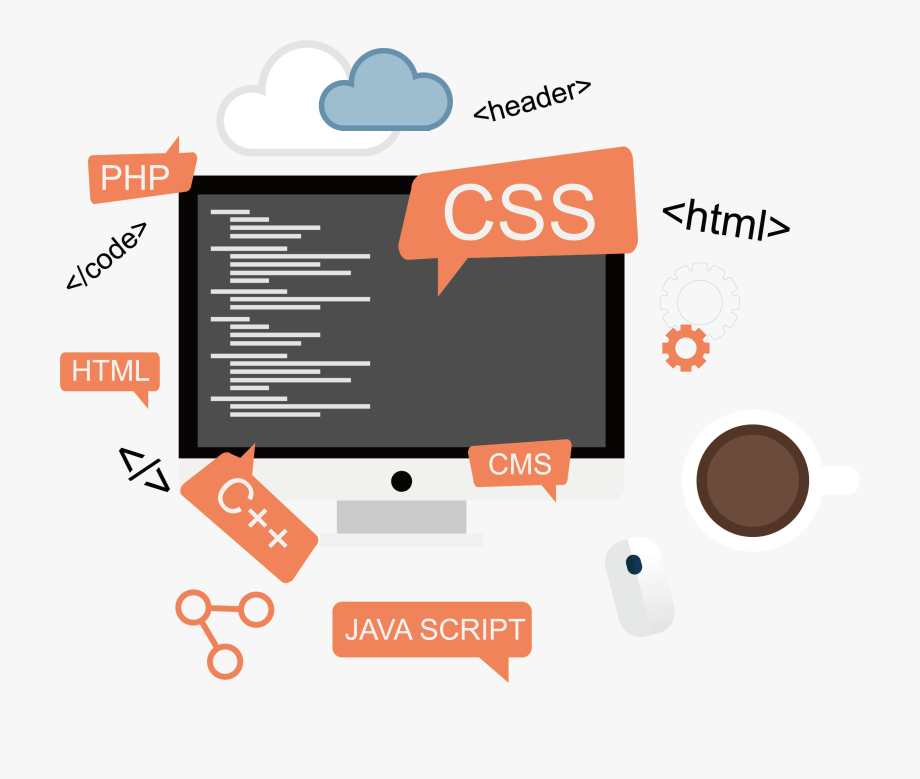 <header>
PHP
CSS
<html>
</code>
HTML
</>
CMS
C++
JAVA SCRIPT